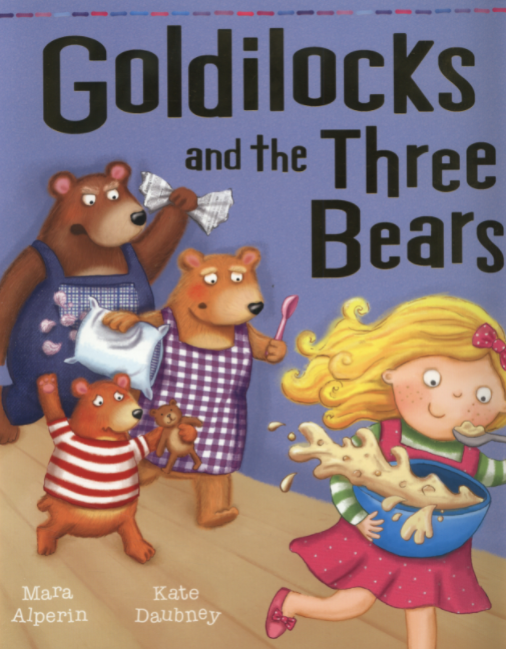 Goldilocks
and the Three
Bears
Mara Kate
Alperin Daubney